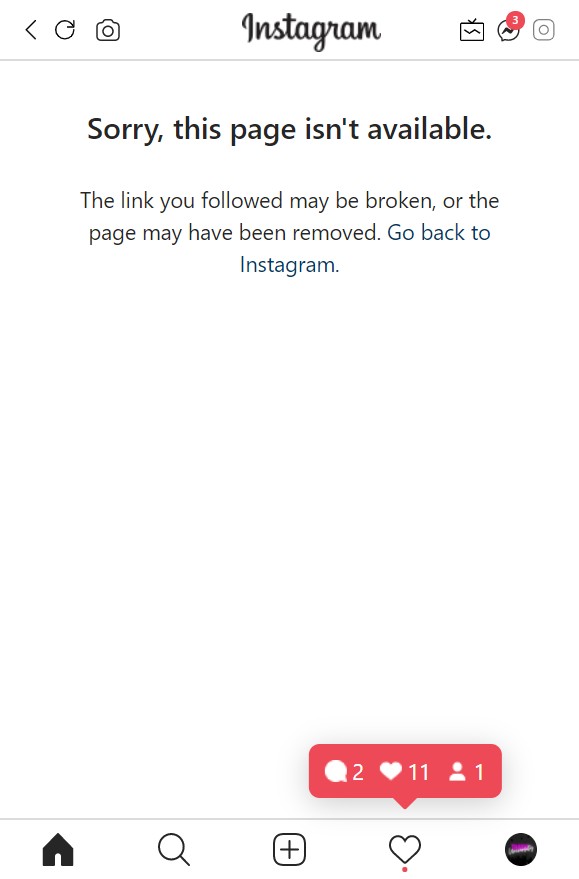 Instagram
3
Sorry, this page isn't available.
The link you followed may be broken, or the
page may have been removed. Go back to
Instagram.
2 11 1